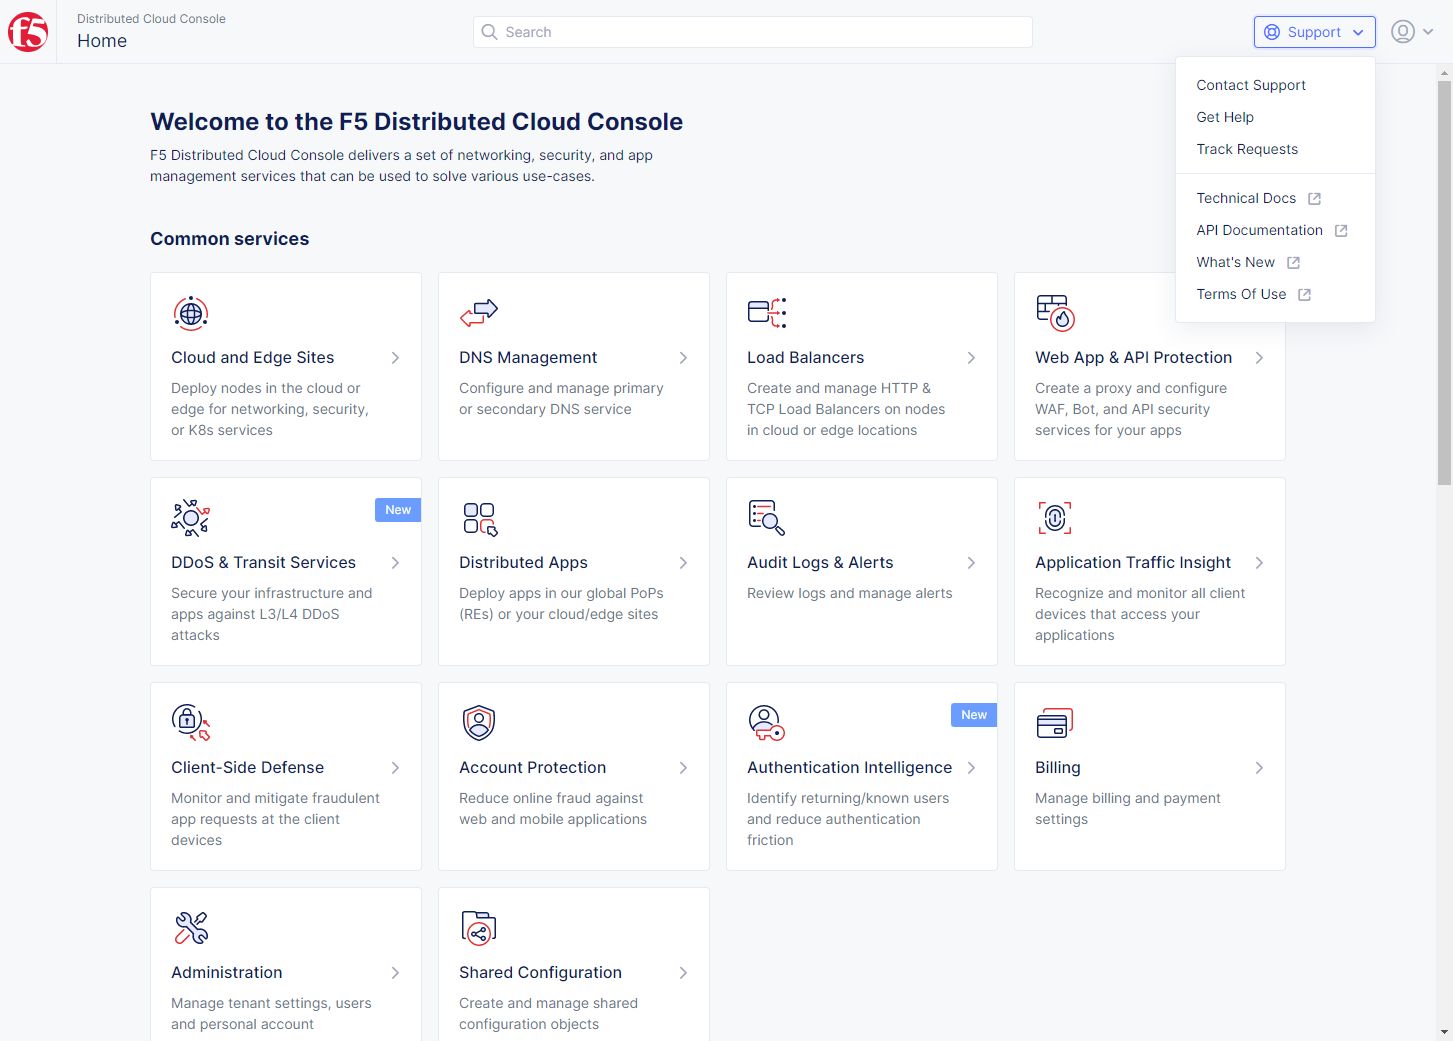 f5
Distributed Cloud Console
Home
Search
Support
Contact Support
Get Help
Track Requests
Technical Docs
API Documentation
What's New
Terms Of Use
Welcome to the F5 Distributed Cloud Console
F5 Distributed Cloud Console delivers a set of networking, security, and app
management services that can be used to solve various use-cases.
Common services
Cloud and Edge Sites
Deploy nodes in the cloud or
edge for networking, security,
or K8s services
DNS Management
Configure and manage primary
or secondary DNS service
Load Balancers
Create and manage HTTP &
TCP Load Balancers on nodes
in cloud or edge locations
Web App & API Protection
Create a proxy and configure
WAF, Bot, and API security
services for your apps
New
DDoS & Transit Services
Secure your infrastructure and
apps against L3/L4 DDoS
attacks
Distributed Apps
Deploy apps in our global PoPs
(REs) or your cloud/edge sites
Audit Logs & Alerts
Review logs and manage alerts
Application Traffic Insight
Recognize and monitor all client
devices that access your
applications
Client-Side Defense
Monitor and mitigate fraudulent
app requests at the client
devices
Account Protection
Reduce online fraud against
web and mobile applications
New
Authentication Intelligence
Identify returning/known users
and reduce authentication
friction
Billing
Manage billing and payment
settings
Administration
Manage tenant settings, users
and personal account
Shared Configuration
Create and manage shared
configuration objects